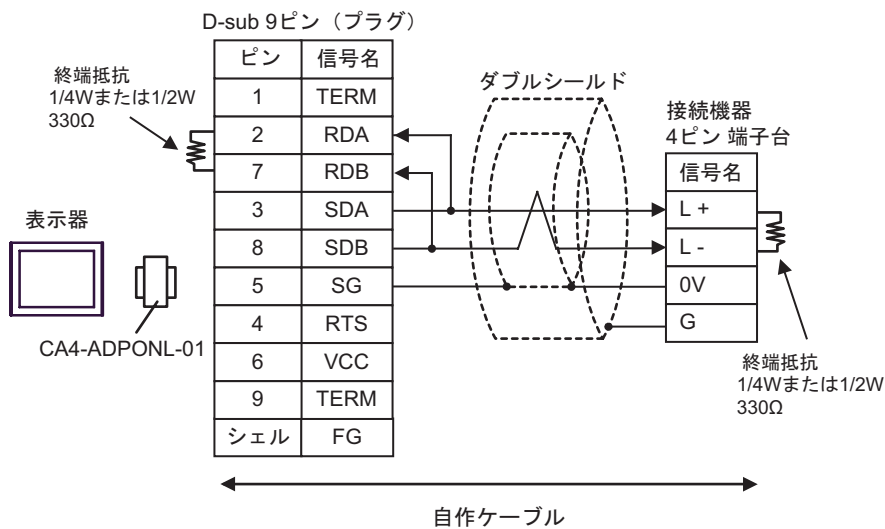 D-sub 9ピン（プラグ）
ピン 信号名
1 TERM
2 RDA
7 RDB
3 SDA
8 SDB
5 SG
4 RTS
6 VCC
9 TERM
シェル FG
終端抵抗
1/4Wまたは1/2W
330Ω
表示器
CA4-ADPONL-01
ダブルシールド
接続機器
4ピン 端子台
信号名
L +
L -
0V
G
終端抵抗
1/4Wまたは1/2W
330Ω
自作ケーブル